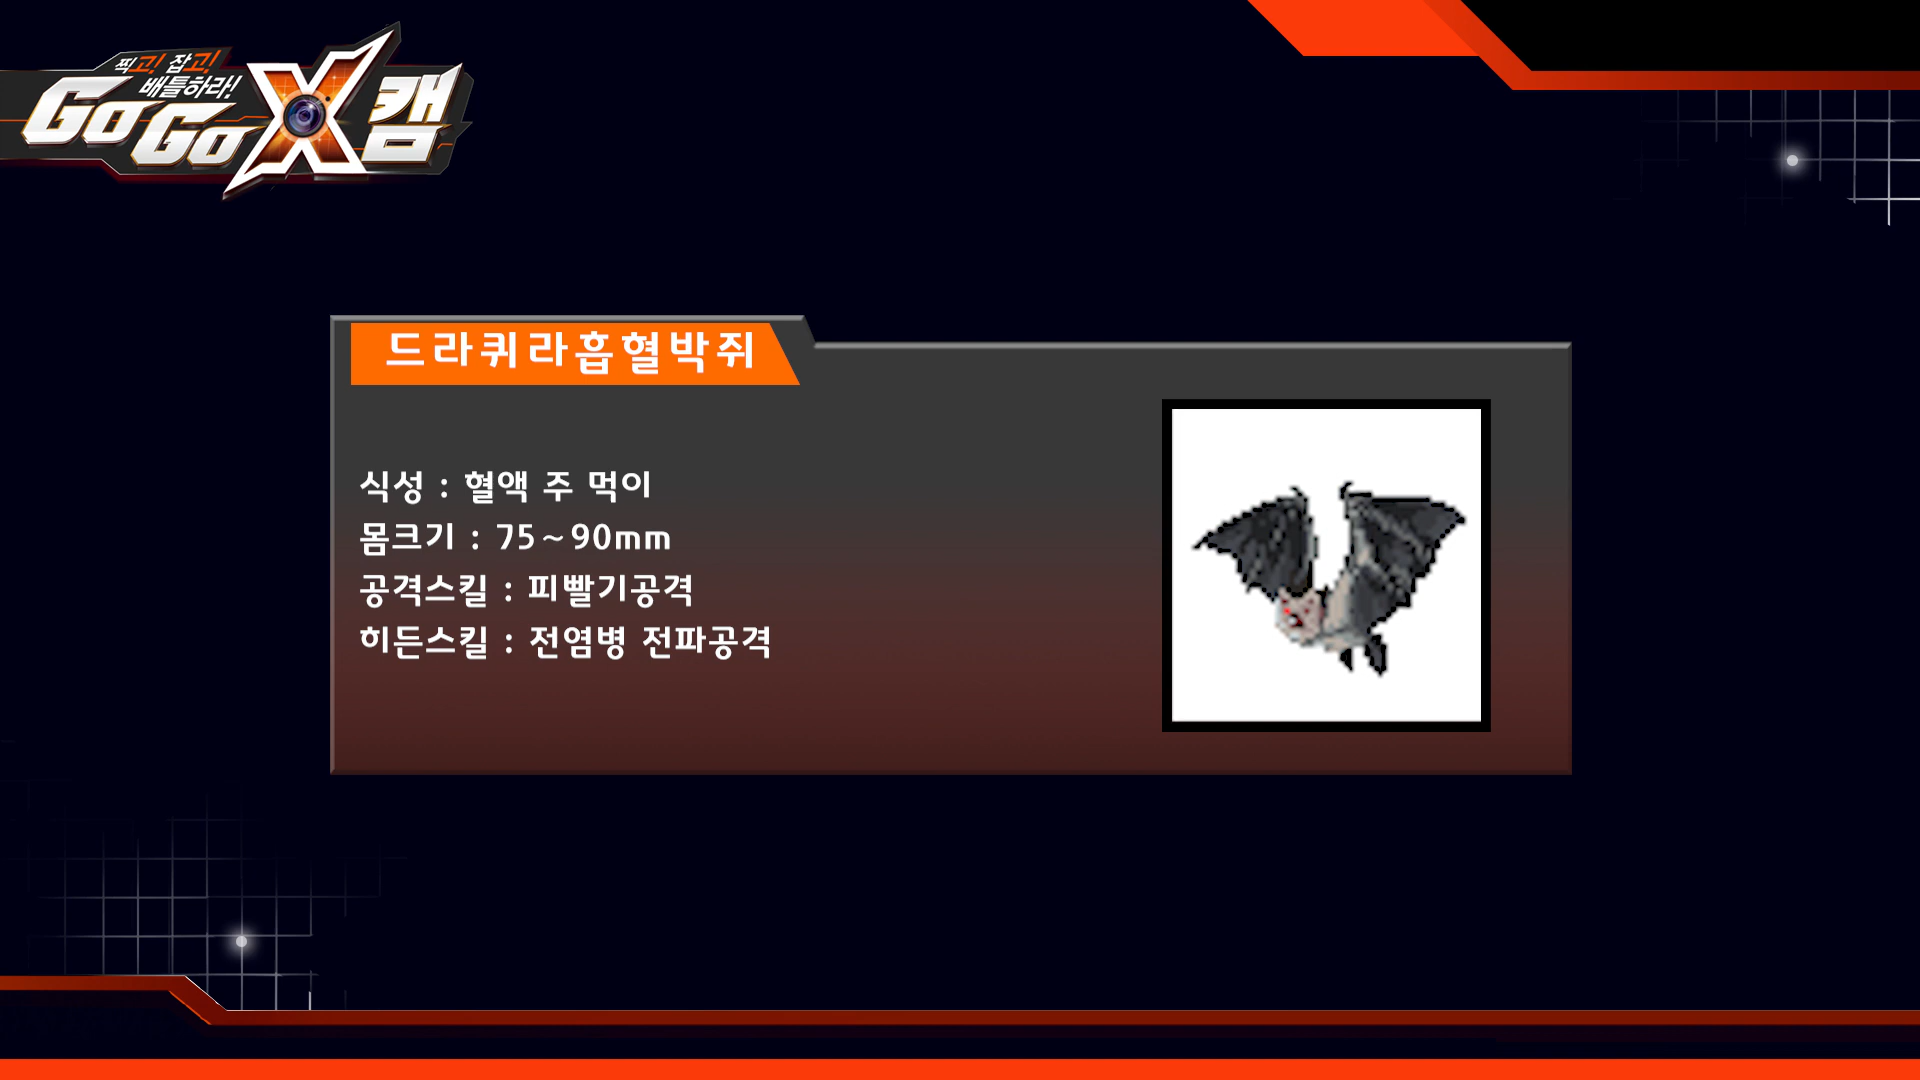 찍고! 잡고!
배틀하라!
GoGo X 캠
드라퀴라흡혈박쥐
식성 : 혈액 주 먹이
몸크기 : 75~90mm
공격스킬 : 피빨기공격
히든스킬 : 전염병 전파공격